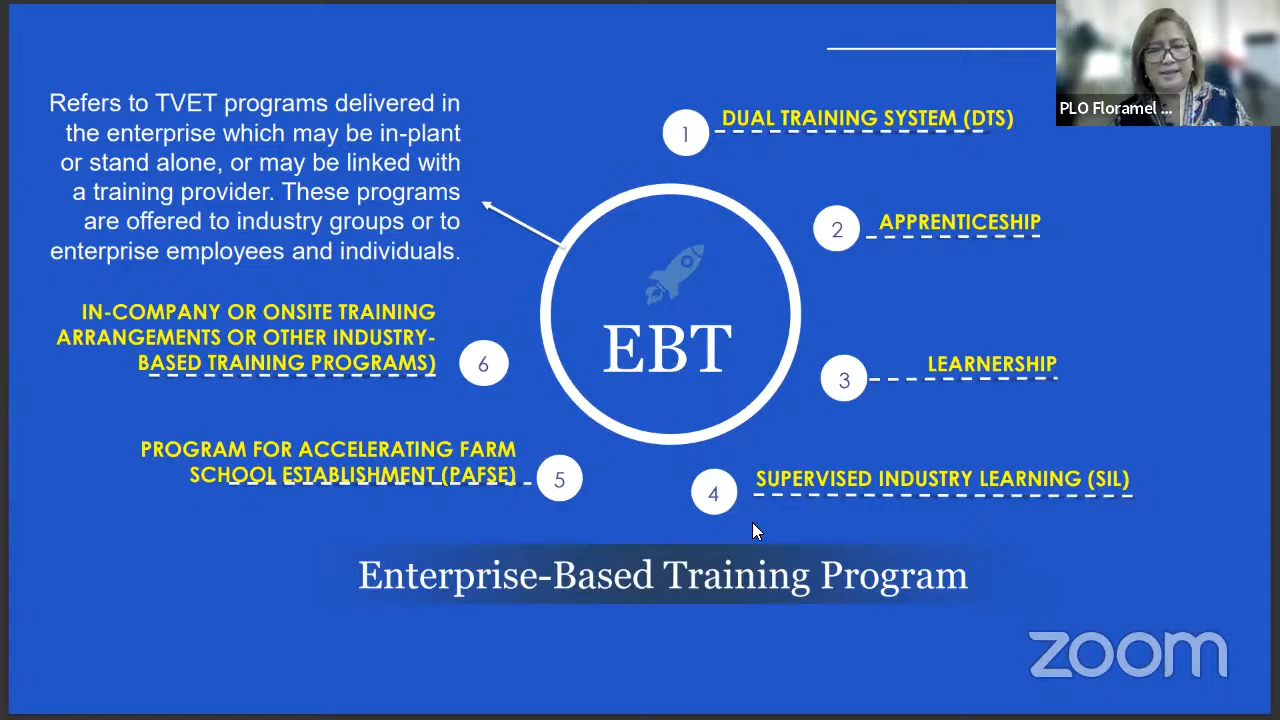 PLO Floramel ...
Refers to TVET programs delivered in
the enterprise which may be in-plant
or stand alone, or may be linked with
a training provider. These programs
are offered to industry groups or to
enterprise employees and individuals.
1
DUAL TRAINING SYSTEM (DTS)
2
APPRENTICESHIP
3
LEARNERSHIP
4
SUPERVISED INDUSTRY LEARNING (SIL)
5
PROGRAM FOR ACCELERATING FARM
SCHOOL ESTABLISHMENT (PAFSE)
6
IN-COMPANY OR ONSITE TRAINING
ARRANGEMENTS OR OTHER INDUSTRY-
BASED TRAINING PROGRAMS)
EBT
Enterprise-Based Training Program
zoom